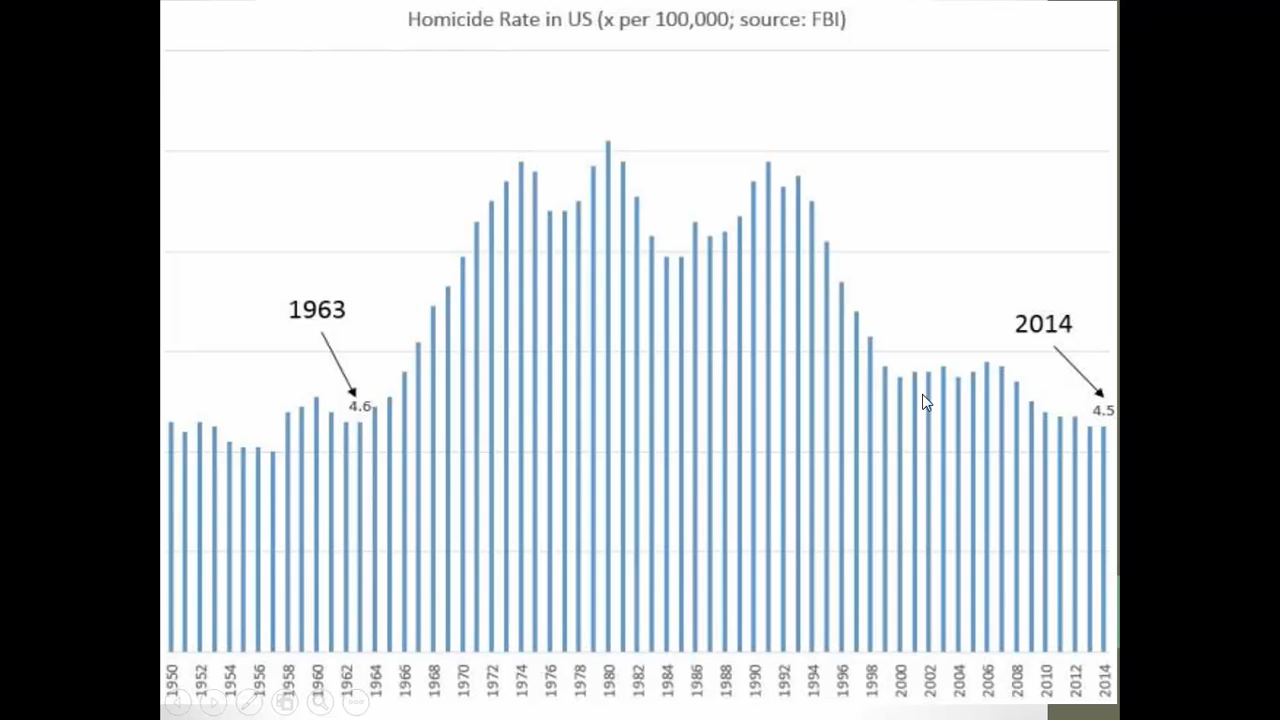 Homicide Rate in US (x per 100,000; source: FBI)
1963
2014
4.6
4.5
1950 1952 1954 1956 1958 1960 1962 1964 1966 1968 1970 1972 1974 1976 1978 1980 1982 1984 1986 1988 1990 1992 1994 1996 1998 2000 2002 2004 2006 2008 2010 2012 2014